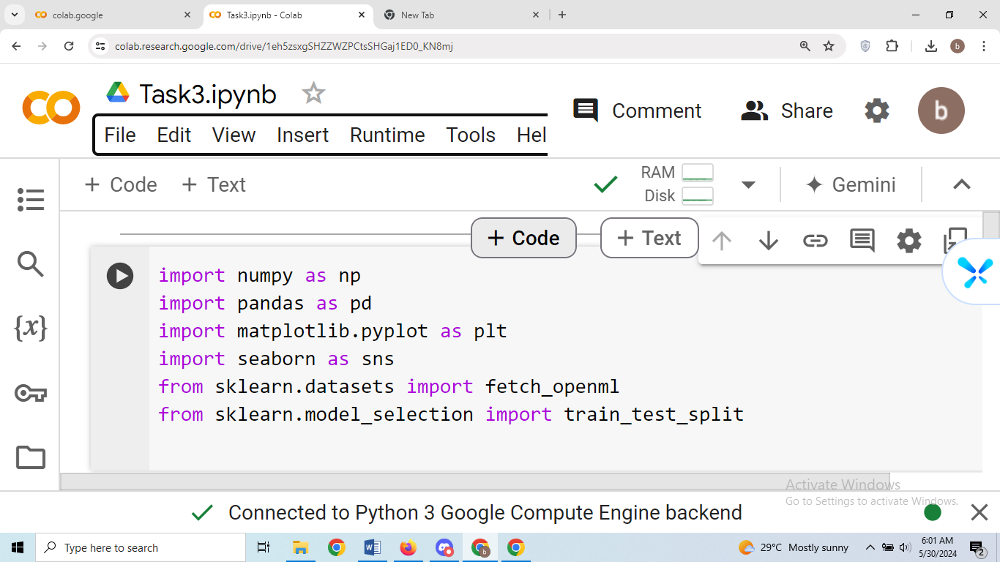 colab.google
Task3.ipynb - Colab
New Tab
colab.research.google.com/drive/1eh5zsxgSHZZWZPCtsSHGaj1ED0_KN8mj
b
Task3.ipynb
Comment
Share
b
File Edit View Insert Runtime Tools Hel
+ Code + Text
RAM
Disk
Gemini
+ Code
+ Text
{x}
import numpy as np
import pandas as pd
import matplotlib.pyplot as plt
import seaborn as sns
from sklearn.datasets import fetch_openml
from sklearn.model_selection import train_test_split
Activate Windows
Go to Settings to activate Windows.
Connected to Python 3 Google Compute Engine backend
Type here to search
b
29°C Mostly sunny
6:01 AM
5/30/2024
2